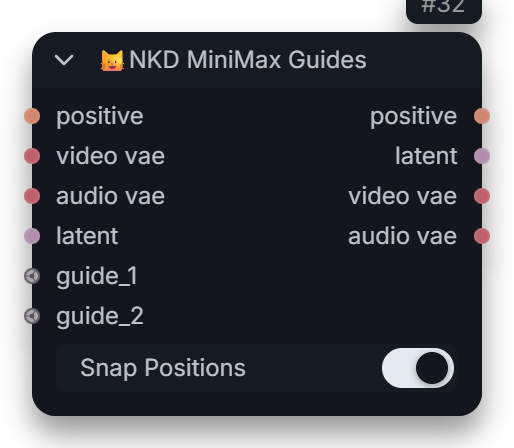 #32
NKD MiniMax Guides
positive positive
video vae latent
audio vae video vae
latent audio vae
guide_1
guide_2
Snap Positions